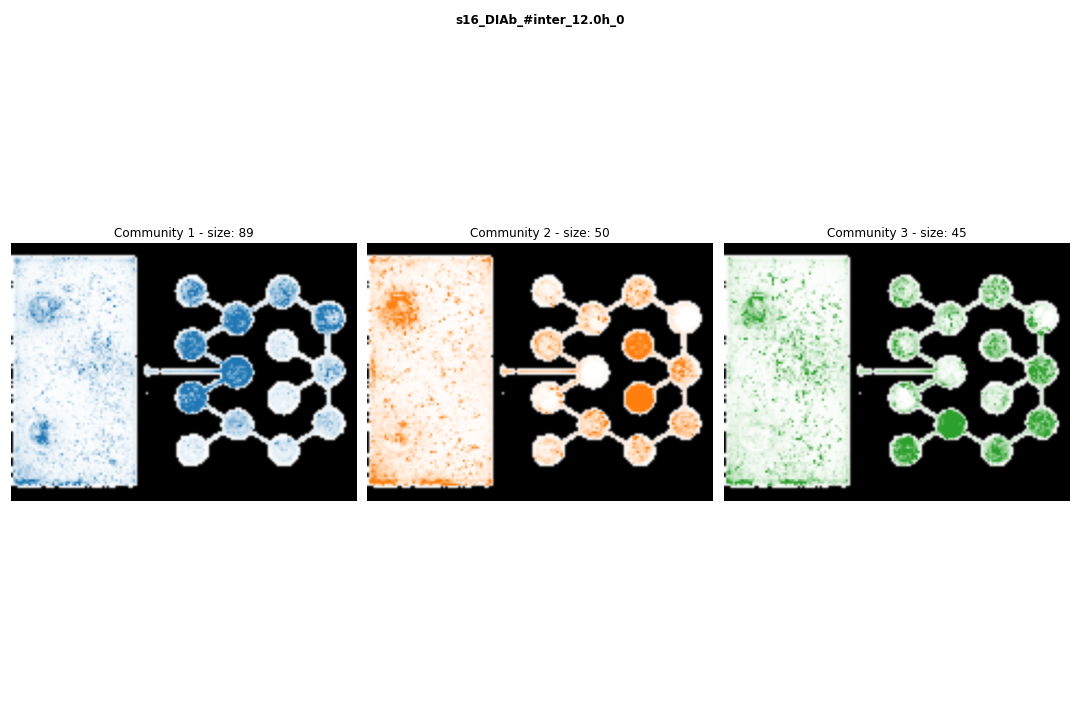 s16_DIAb_#inter_12.0h_0
Community 1 - size: 89
Community 2 - size: 50
Community 3 - size: 45